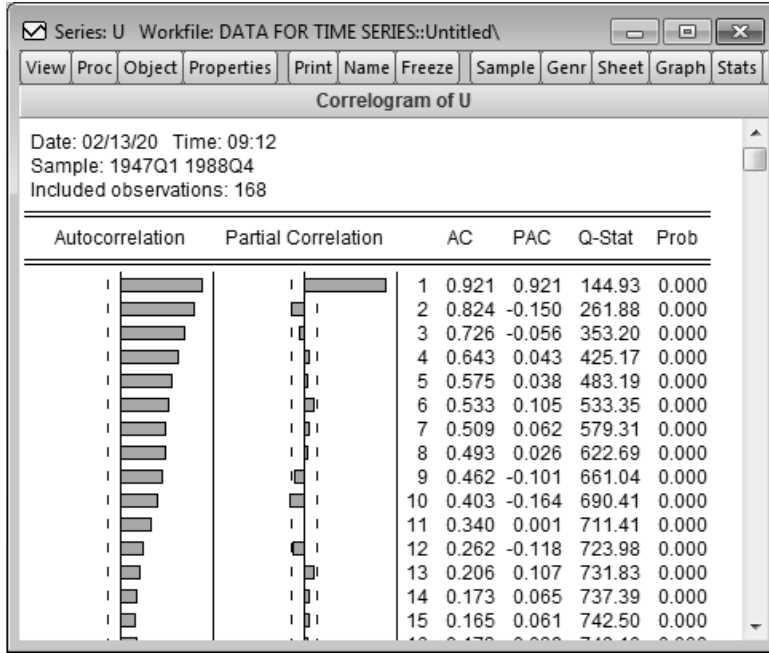 Series: U Workfile: DATA FOR TIME SERIES::Untitled\
View Proc Object Properties Print Name Freeze Sample Genr Sheet Graph Stats
Correlogram of U
Date: 02/13/20 Time: 09:12
Sample: 1947Q1 1988Q4
Included observations: 168
Autocorrelation Partial Correlation AC PAC Q-Stat Prob
1 0.921 0.921 144.93 0.000
2 0.824 -0.150 261.88 0.000
3 0.726 -0.056 353.20 0.000
4 0.643 0.043 425.17 0.000
5 0.575 0.038 483.19 0.000
6 0.533 0.105 533.35 0.000
7 0.509 0.062 579.31 0.000
8 0.493 0.026 622.69 0.000
9 0.462 -0.101 661.04 0.000
10 0.403 -0.164 690.41 0.000
11 0.340 0.001 711.41 0.000
12 0.262 -0.118 723.98 0.000
13 0.206 0.107 731.83 0.000
14 0.173 0.065 737.39 0.000
15 0.165 0.061 742.50 0.000